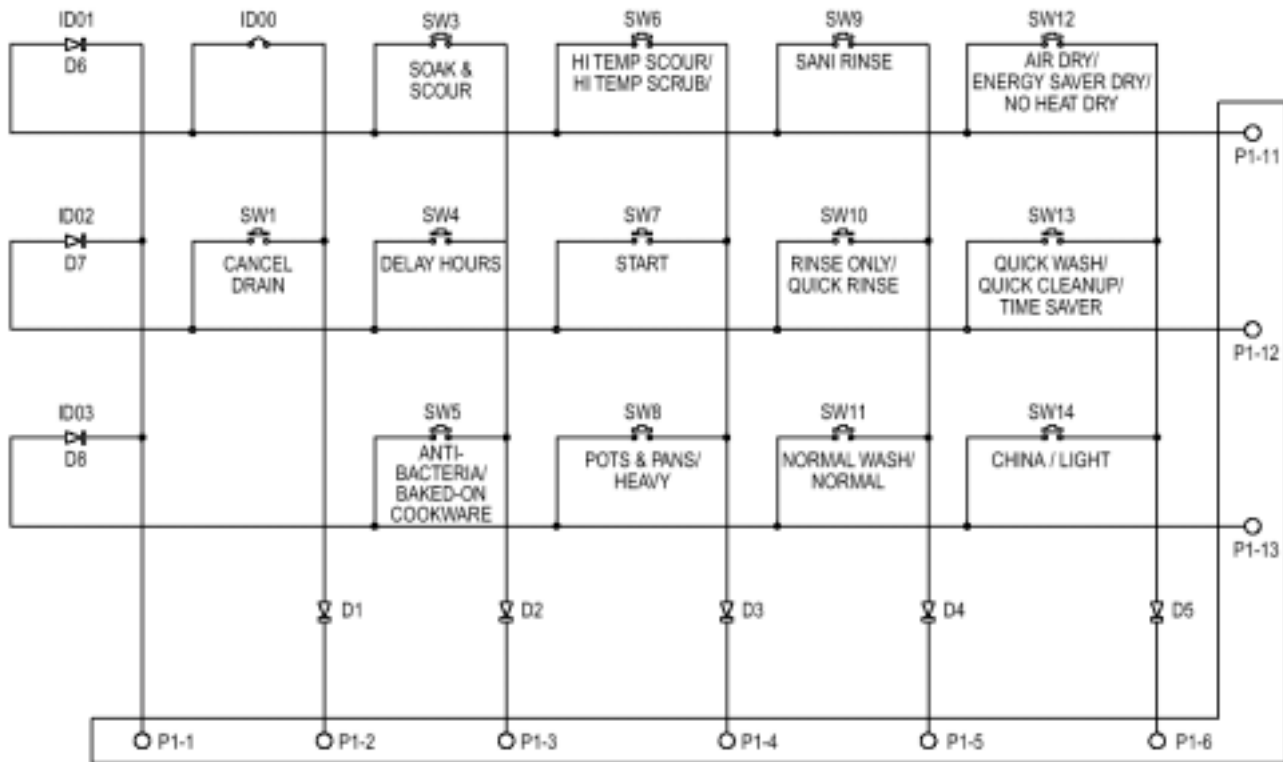 ID01
D6
ID00
SW3
SOAK &
SCOUR
SW6
HI TEMP SCOUR/
HI TEMP SCRUB/
SW9
SANI RINSE
SW12
AIR DRY/
ENERGY SAVER DRY/
NO HEAT DRY
P1-11
ID02
D7
SW1
CANCEL
DRAIN
SW4
DELAY HOURS
SW7
START
SW10
RINSE ONLY/
QUICK RINSE
SW13
QUICK WASH/
QUICK CLEANUP/
TIME SAVER
P1-12
ID03
D8
SW5
ANTI-
BACTERIA/
BAKED-ON
COOKWARE
SW8
POTS & PANS/
HEAVY
SW11
NORMAL WASH/
NORMAL
SW14
CHINA / LIGHT
P1-13
D1
D2
D3
D4
D5
P1-1
P1-2
P1-3
P1-4
P1-5
P1-6